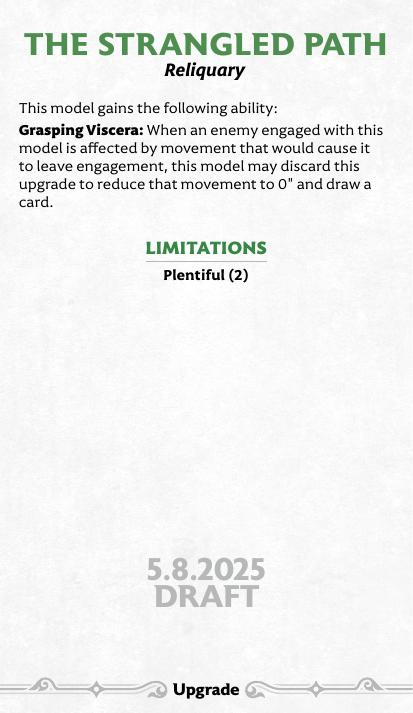 THE STRANGLED PATH
Reliquary
This model gains the following ability:
Grasping Viscera: When an enemy engaged with this
model is affected by movement that would cause it
to leave engagement, this model may discard this
upgrade to reduce that movement to 0" and draw a
card.
LIMITATIONS
Plentiful (2)
5.8.2025
DRAFT
Upgrade